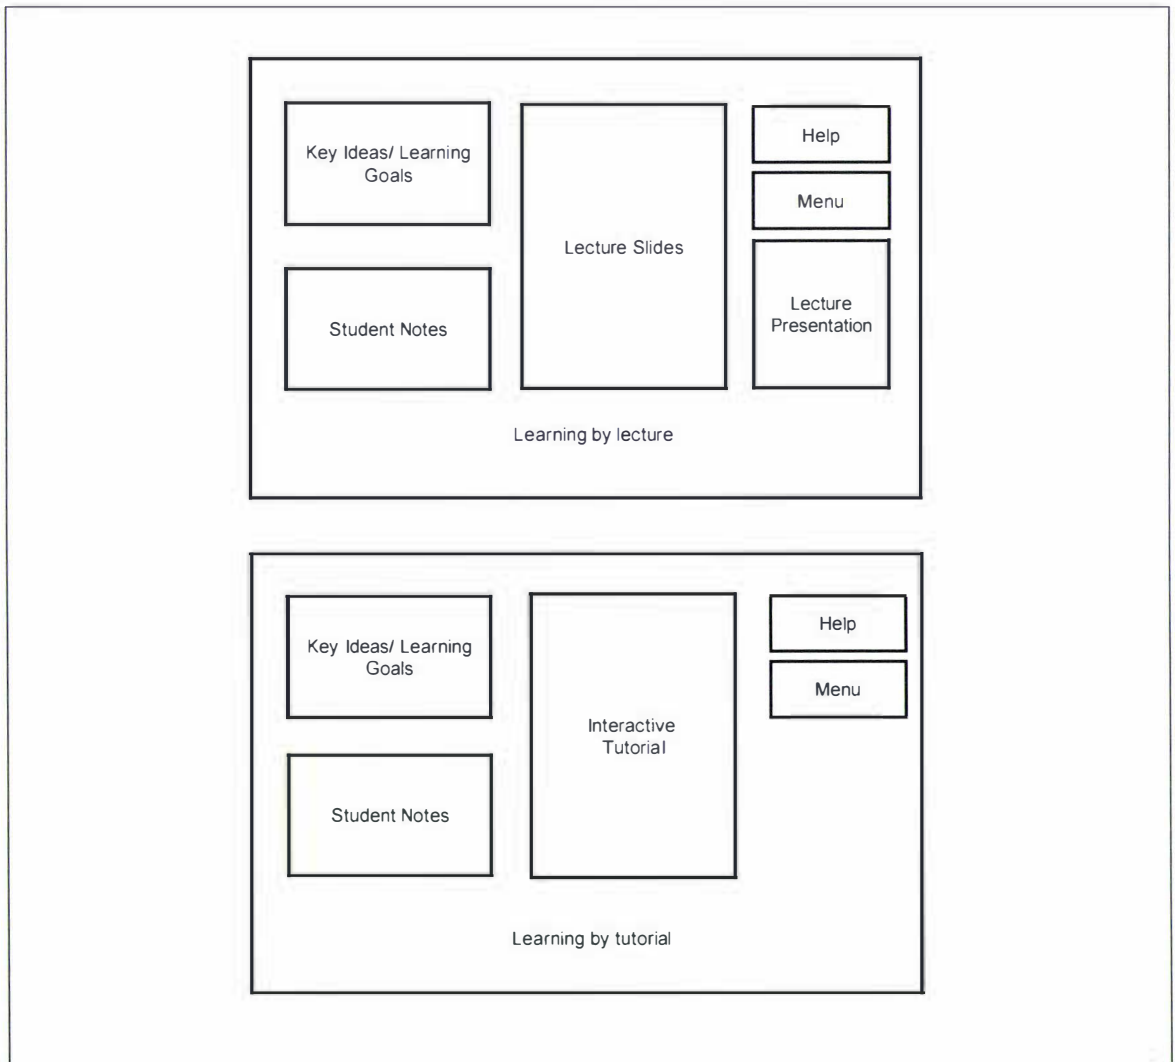 Key Ideas/ Learning
Goals
Student Notes
Lecture Slides
Help
Menu
Lecture
Presentation
Learning by lecture
Key Ideas/ Learning
Goals
Student Notes
Interactive
Tutorial
Help
Menu
Learning by tutorial